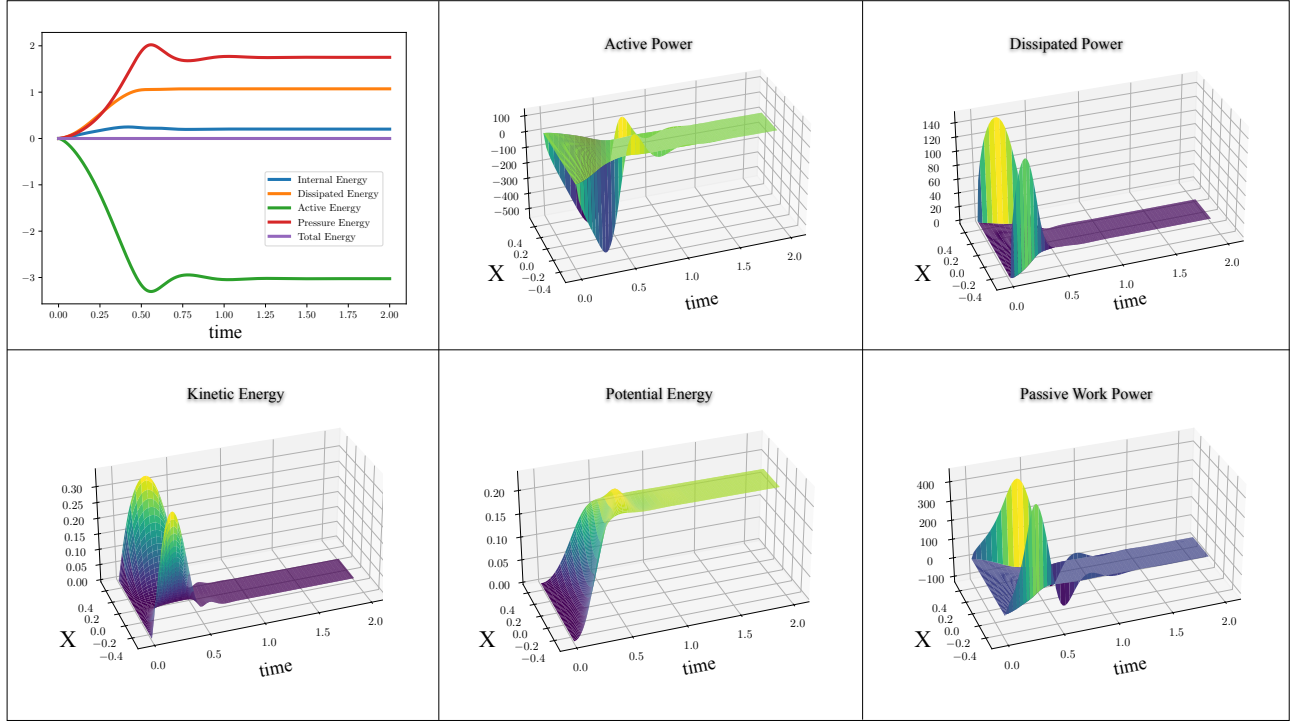 2
1
0
−1
−2
−3
0.00 0.25 0.50 0.75 1.00 1.25 1.50 1.75 2.00
time
Internal Energy
Dissipated Energy
Active Energy
Pressure Energy
Total Energy
Active Power
100
0
−100
−200
−300
−400
−500
0.4
0.2
0.0
−0.2
−0.4
X
0.0 0.5 1.0 1.5 2.0
time
Dissipated Power
140
120
100
80
60
40
20
0
0.4
0.2
0.0
−0.2
−0.4
X
0.0 0.5 1.0 1.5 2.0
time
Kinetic Energy
0.30
0.25
0.20
0.15
0.10
0.05
0.00
0.4
0.2
0.0
−0.2
−0.4
X
0.0 0.5 1.0 1.5 2.0
time
Potential Energy
0.20
0.15
0.10
0.05
0.00
0.4
0.2
0.0
−0.2
−0.4
X
0.0 0.5 1.0 1.5 2.0
time
Passive Work Power
400
300
200
100
0
−100
0.4
0.2
0.0
−0.2
−0.4
X
0.0 0.5 1.0 1.5 2.0
time